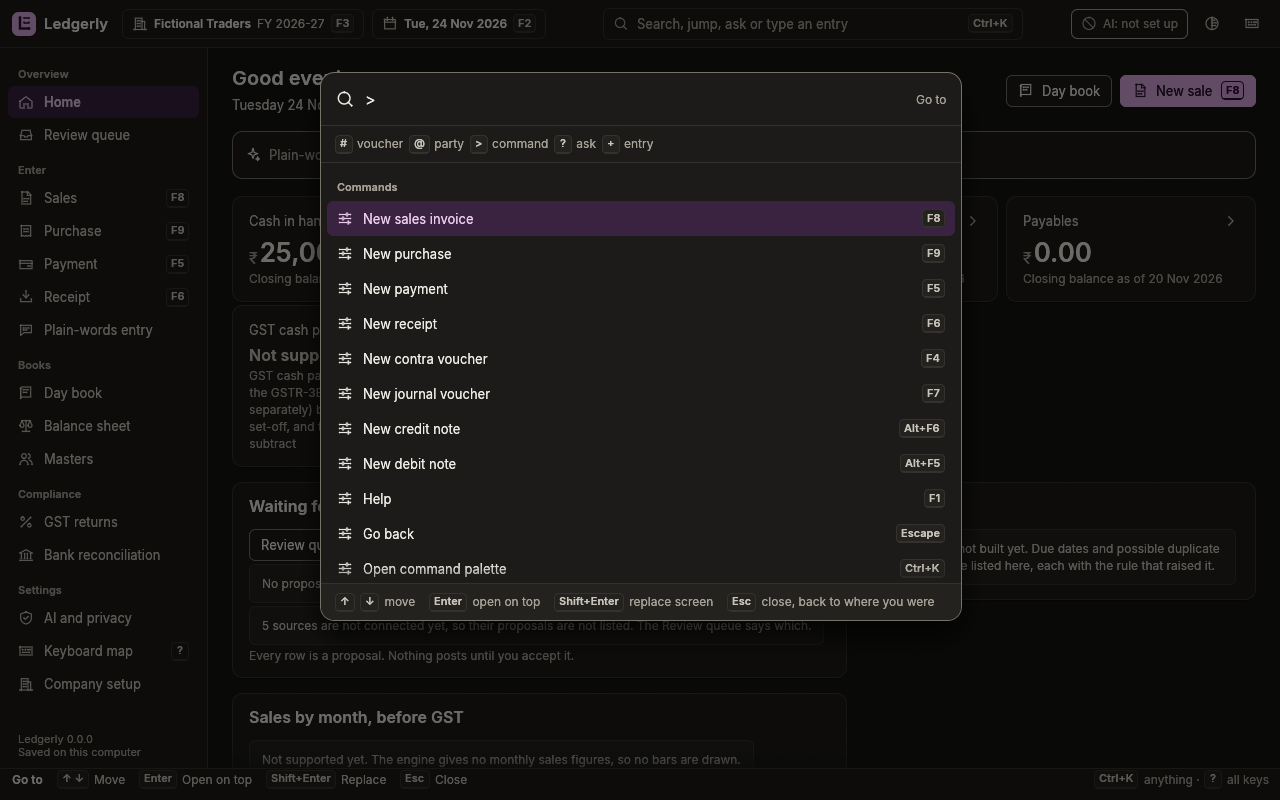 Ledgerly
Fictional Traders FY 2026-27 F3
Tue, 24 Nov 2026 F2
Search, jump, ask or type an entry Ctrl+K
AI: not set up
Overview
Home
Review queue
Enter
Sales F8
Purchase F9
Payment F5
Receipt F6
Plain-words entry
Books
Day book
Balance sheet
Masters
Compliance
GST returns
Bank reconciliation
Settings
AI and privacy
Keyboard map ?
Company setup
Ledgerly 0.0.0
Saved on this computer
Good
Tuesday 24
Day book
New sale F8
> Go to
# voucher @ party > command ? ask + entry
Commands
New sales invoice F8
New purchase F9
New payment F5
New receipt F6
New contra voucher F4
New journal voucher F7
New credit note Alt+F6
New debit note Alt+F5
Help F1
Go back Escape
Open command palette Ctrl+K
↑ ↓ move Enter open on top Shift+Enter replace screen Esc close, back to where you were
Cash in
Payables
₹0.00
Closing balance as of 20 Nov 2026
GST cash
Not
GST cash
the
separately)
set-off, and
subtract
Waiting
Review
No
not built yet. Due dates and possible duplicate
listed here, each with the rule that raised it.
5 sources are not connected yet, so their proposals are not listed. The Review queue says which.
Every row is a proposal. Nothing posts until you accept it.
Sales by month, before GST
Not supported yet. The engine gives no monthly sales figures, so no bars are drawn.
Go to ↑ ↓ Move Enter Open on top Shift+Enter Replace Esc Close
Ctrl+K anything · ? all keys